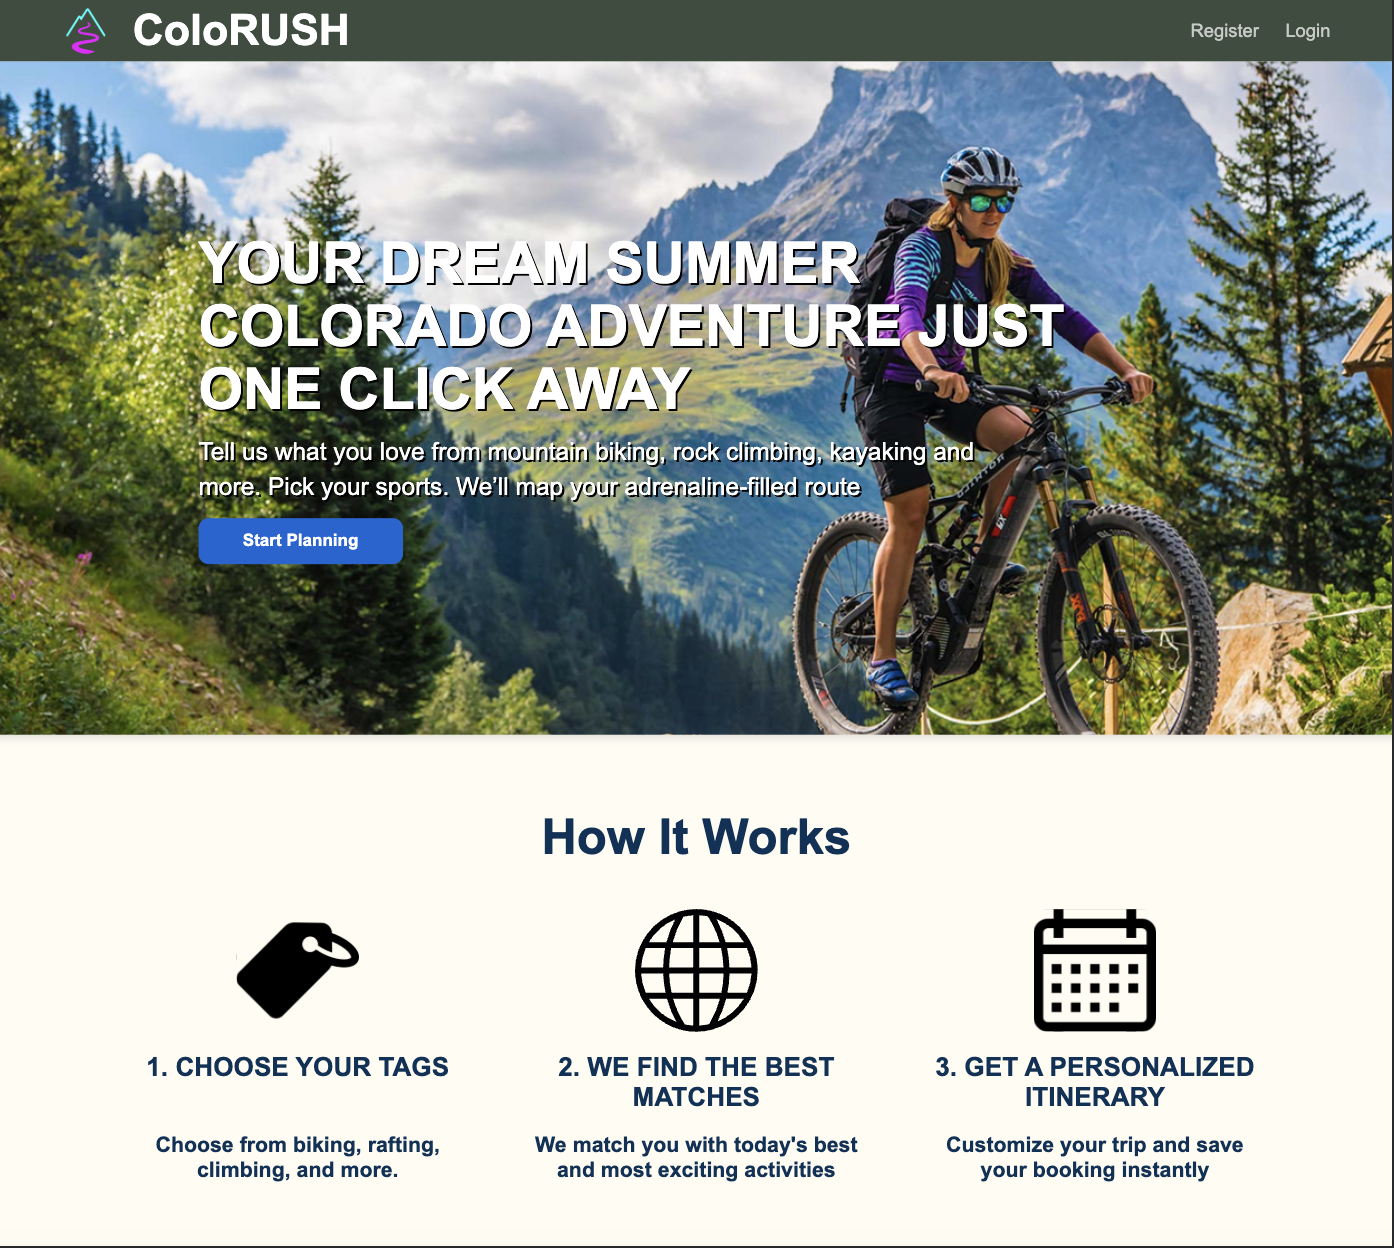 ColoRUSH
Register
Login
YOUR DREAM SUMMER
COLORADO ADVENTURE JUST
ONE CLICK AWAY
Tell us what you love from mountain biking, rock climbing, kayaking and
more. Pick your sports. We’ll map your adrenaline-filled route
Start Planning
How It Works
1. CHOOSE YOUR TAGS
Choose from biking, rafting,
climbing, and more.
2. WE FIND THE BEST
MATCHES
We match you with today's best
and most exciting activities
3. GET A PERSONALIZED
ITINERARY
Customize your trip and save
your booking instantly